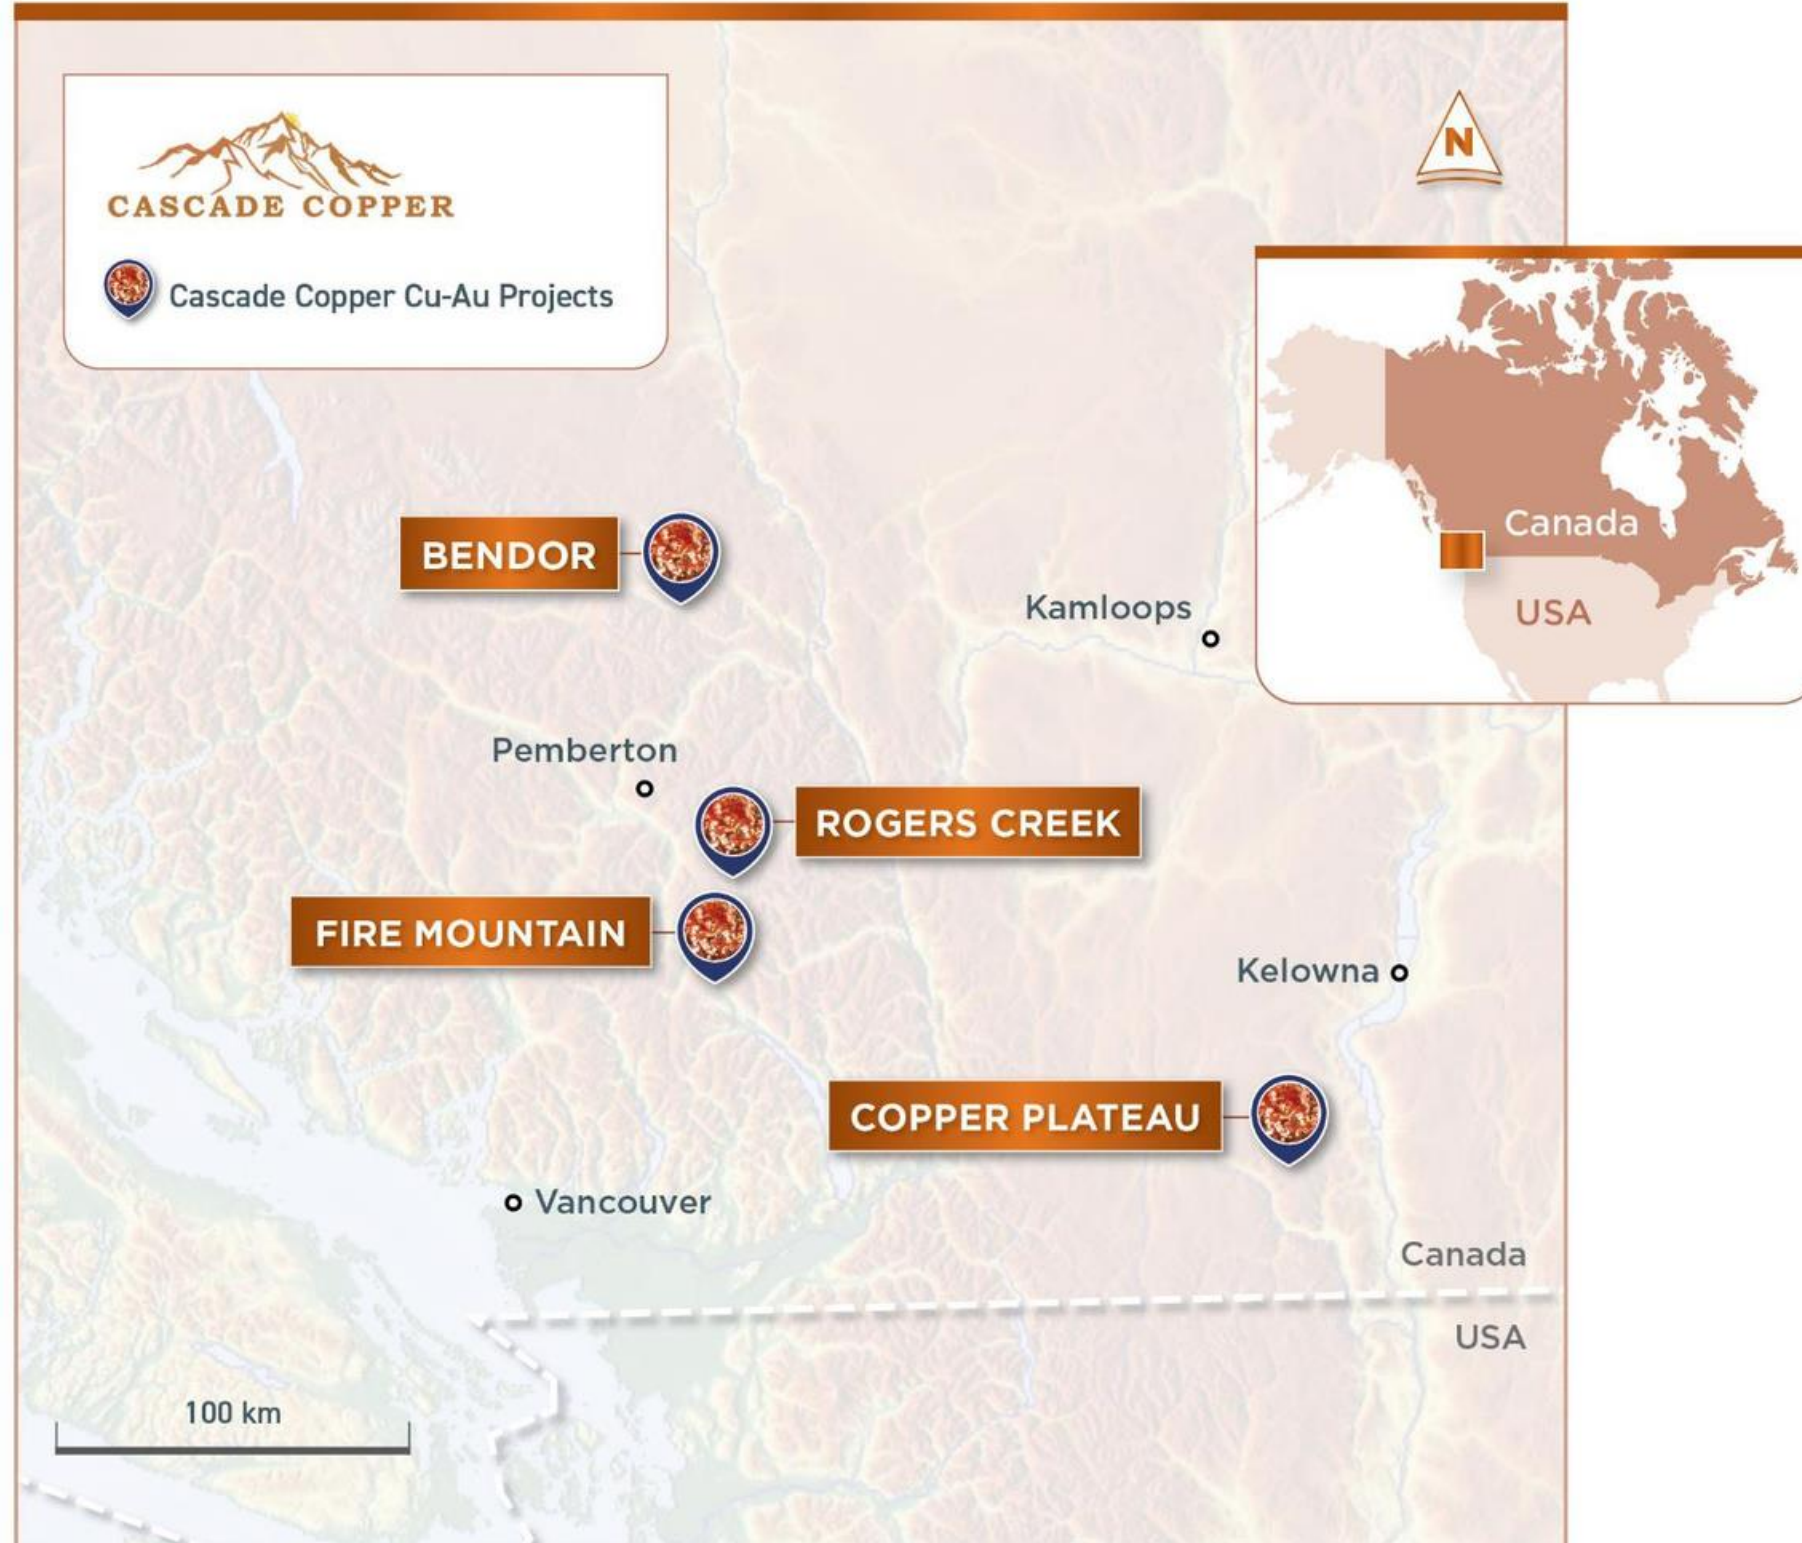 CASCADE COPPER
Cascade Copper Cu-Au Projects
N
Canada
USA
BENDOR
Kamloops
Pemberton
ROGERS CREEK
FIRE MOUNTAIN
Kelowna
COPPER PLATEAU
Vancouver
Canada
USA
100 km